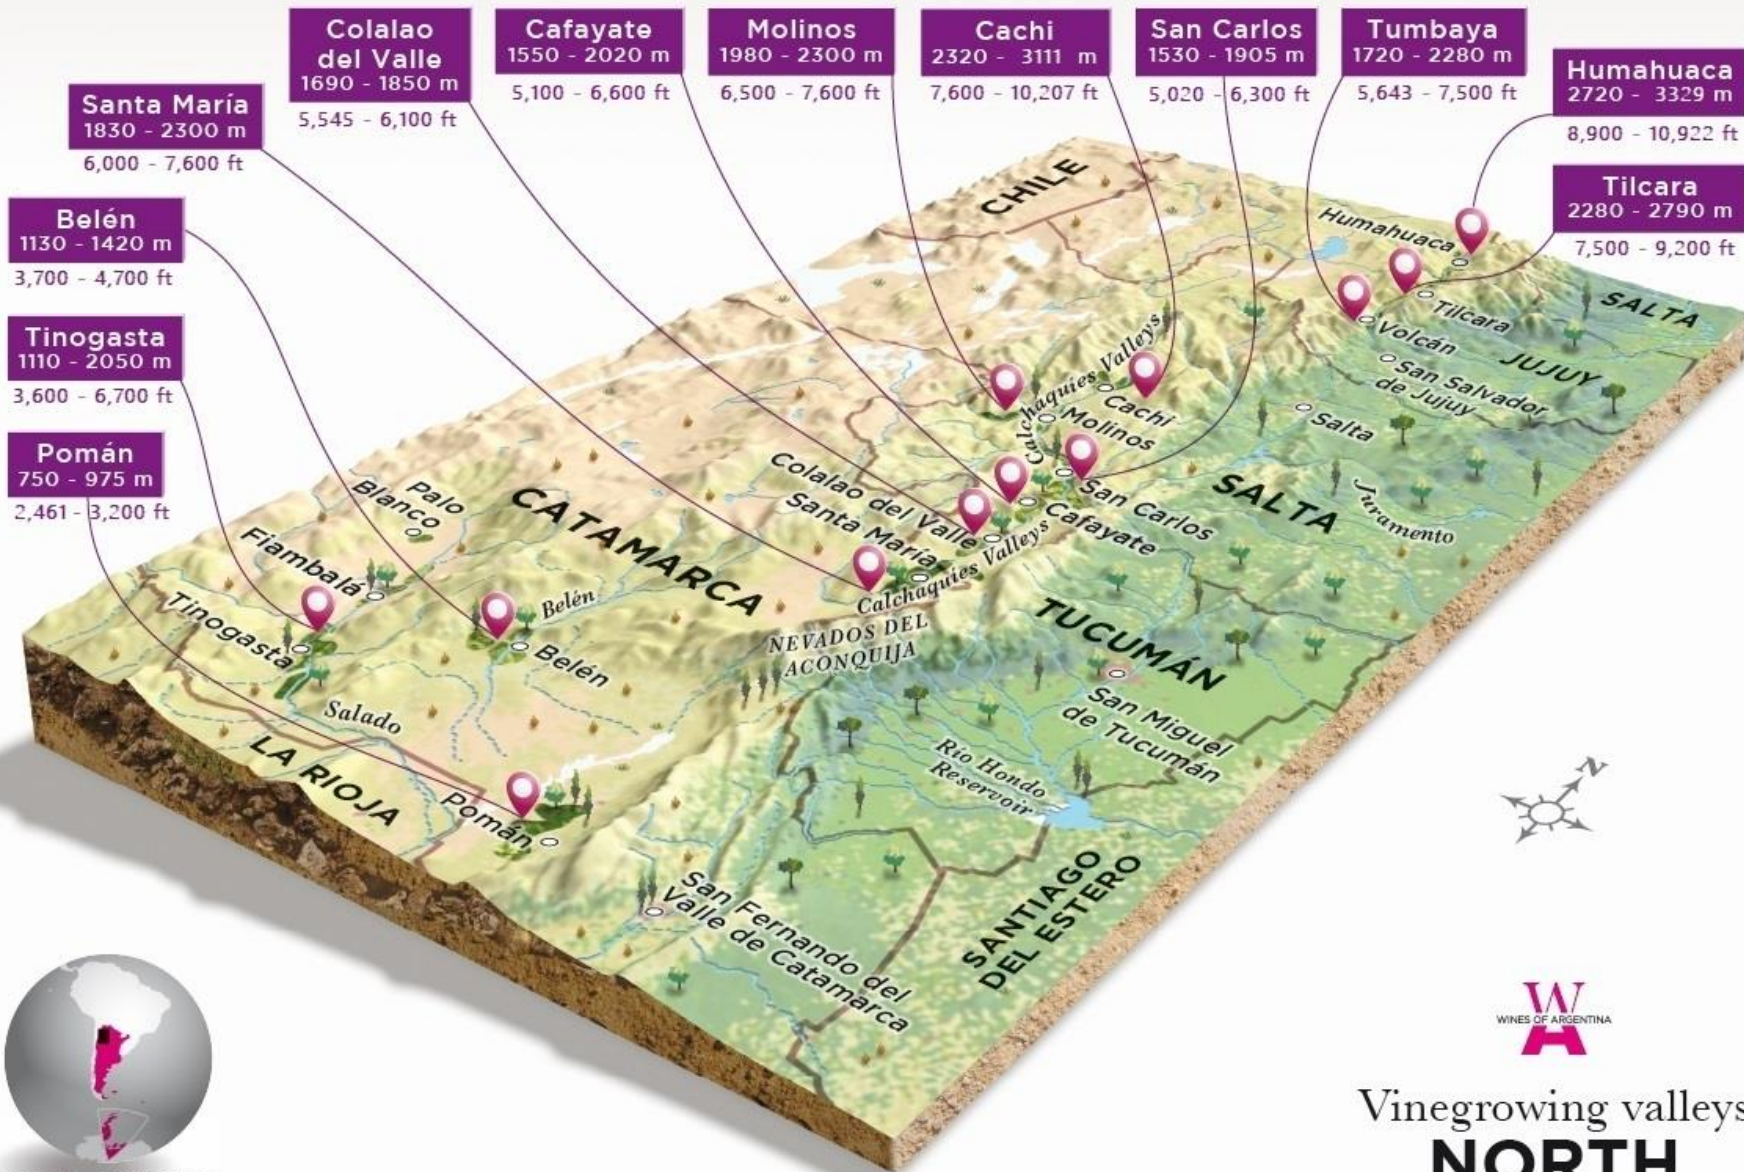 Colalao
del Valle
1690 - 1850 m
5,545 - 6,100 ft
Cafayate
1550 - 2020 m
5,100 - 6,600 ft
Molinos
1980 - 2300 m
6,500 - 7,600 ft
Cachi
2320 - 3111 m
7,600 - 10,207 ft
San Carlos
1530 - 1905 m
5,020 - 6,300 ft
Tumbaya
1720 - 2280 m
5,643 - 7,500 ft
Humahuaca
2720 - 3329 m
8,900 - 10,922 ft
Santa María
1830 - 2300 m
6,000 - 7,600 ft
Tilcara
2280 - 2790 m
7,500 - 9,200 ft
Belén
1130 - 1420 m
3,700 - 4,700 ft
Tinogasta
1110 - 2050 m
3,600 - 6,700 ft
Pomán
750 - 975 m
2,461 - 3,200 ft
CHILE
Humahuaca
SALTA
Tilcara
Volcán
JUJUY
San Salvador
de Jujuy
Calchaquíes Valleys
Cachi
Molinos
Salta
Colalao del Valle
Santa María
San Carlos
Cafayate
SALTA
Juramento
Calchaquíes Valleys
Palo
Blanco
CATAMARCA
Fiambalá
Tinogasta
Belén
Belén
NEVADOS DEL
ACONQUIJA
TUCUMÁN
San Miguel
de Tucumán
Salado
LA RIOJA
Pomán
Río Hondo
Reservoir
SANTIAGO
DEL ESTERO
San Fernando del
Valle de Catamarca
N
WA
WINES OF ARGENTINA
Vinegrowing valleys
NORTH